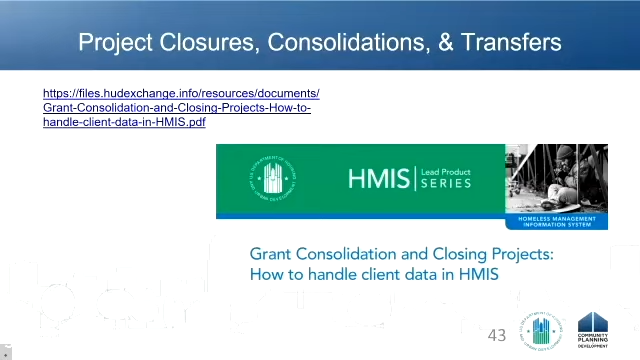 Project Closures, Consolidations, & Transfers
https://files.hudexchange.info/resources/documents/
Grant-Consolidation-and-Closing-Projects-How-to-
handle-client-data-in-HMIS.pdf
HMIS
Lead Product
SERIES
HOMELESS MANAGEMENT
INFORMATION SYSTEM
Grant Consolidation and Closing Projects:
How to handle client data in HMIS
43
COMMUNITY
PLANNING
DEVELOPMENT